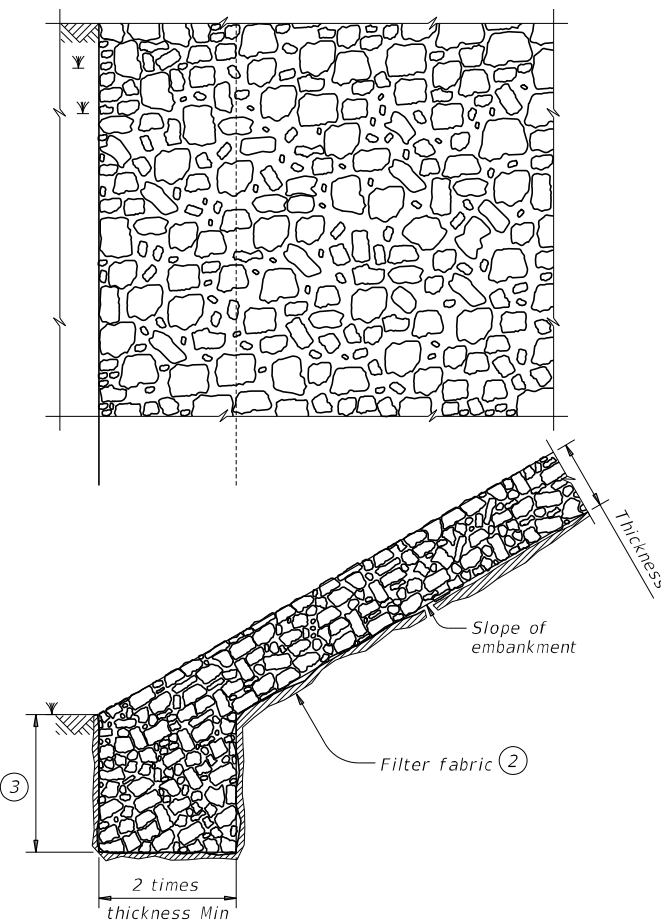 Thickness
Slope of
embankment
Filter fabric 2
3
2 times
thickness Min